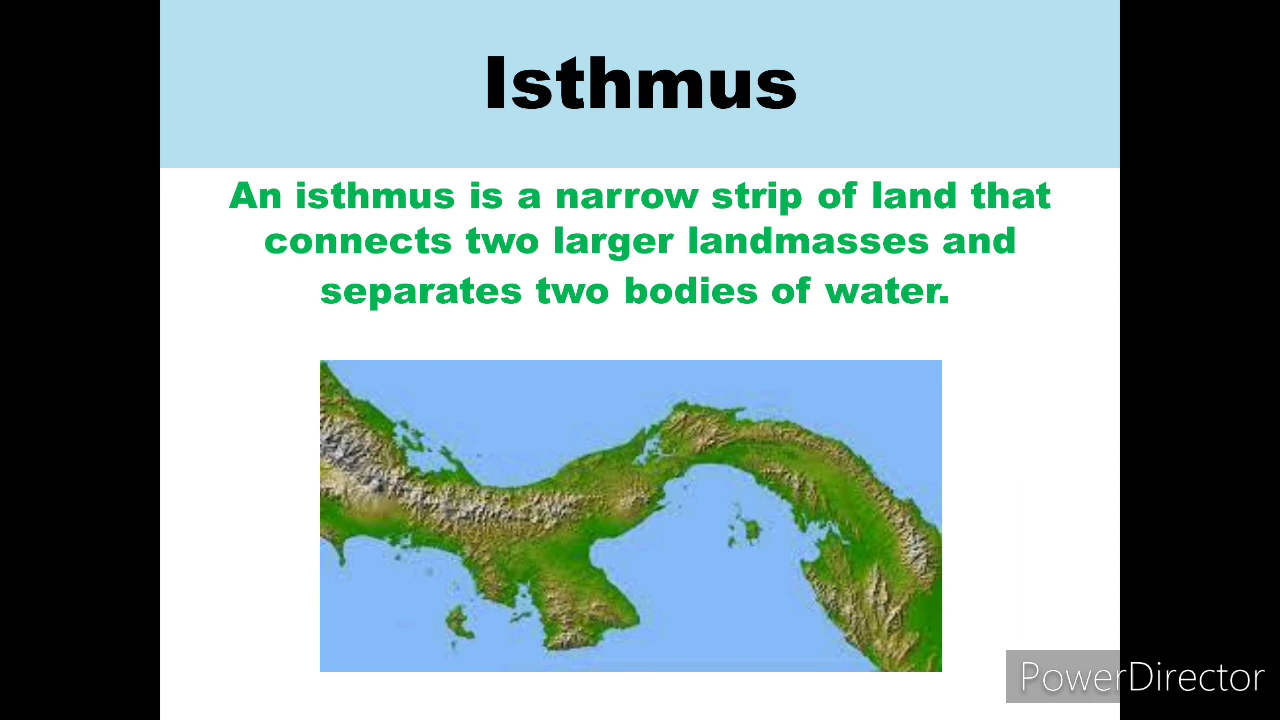 Isthmus
An isthmus is a narrow strip of land that
connects two larger landmasses and
separates two bodies of water.
PowerDirector